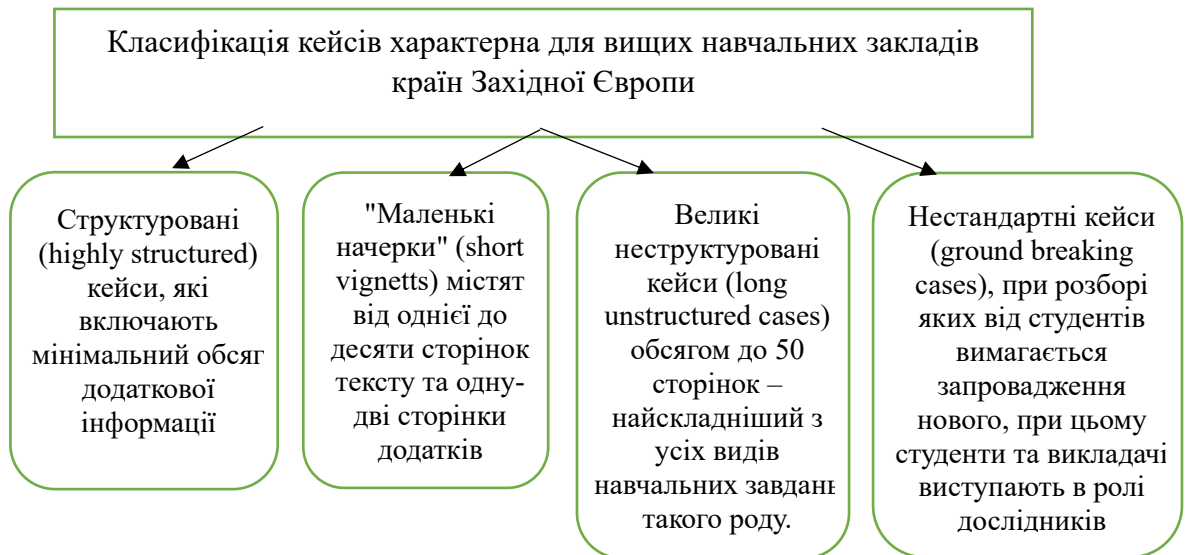 Класифікація кейсів характерна для вищих навчальних закладів
країн Західної Європи
Структуровані
(highly structured)
кейси, які
включають
мінімальний обсяг
додаткової
інформації
"Маленькі
начерки" (short
vignetts) містят
від однієї до
десяти сторінок
тексту та одну-
дві сторінки
додатків
Великі
неструктуровані
кейси (long
unstructured cases)
обсягом до 50
сторінок –
найскладніший з
усіх видів
навчальних завдань
такого роду.
Нестандартні кейси
(ground breaking
cases), при розборі
яких від студентів
вимагається
запровадження
нового, при цьому
студенти та викладачі
виступають в ролі
дослідників